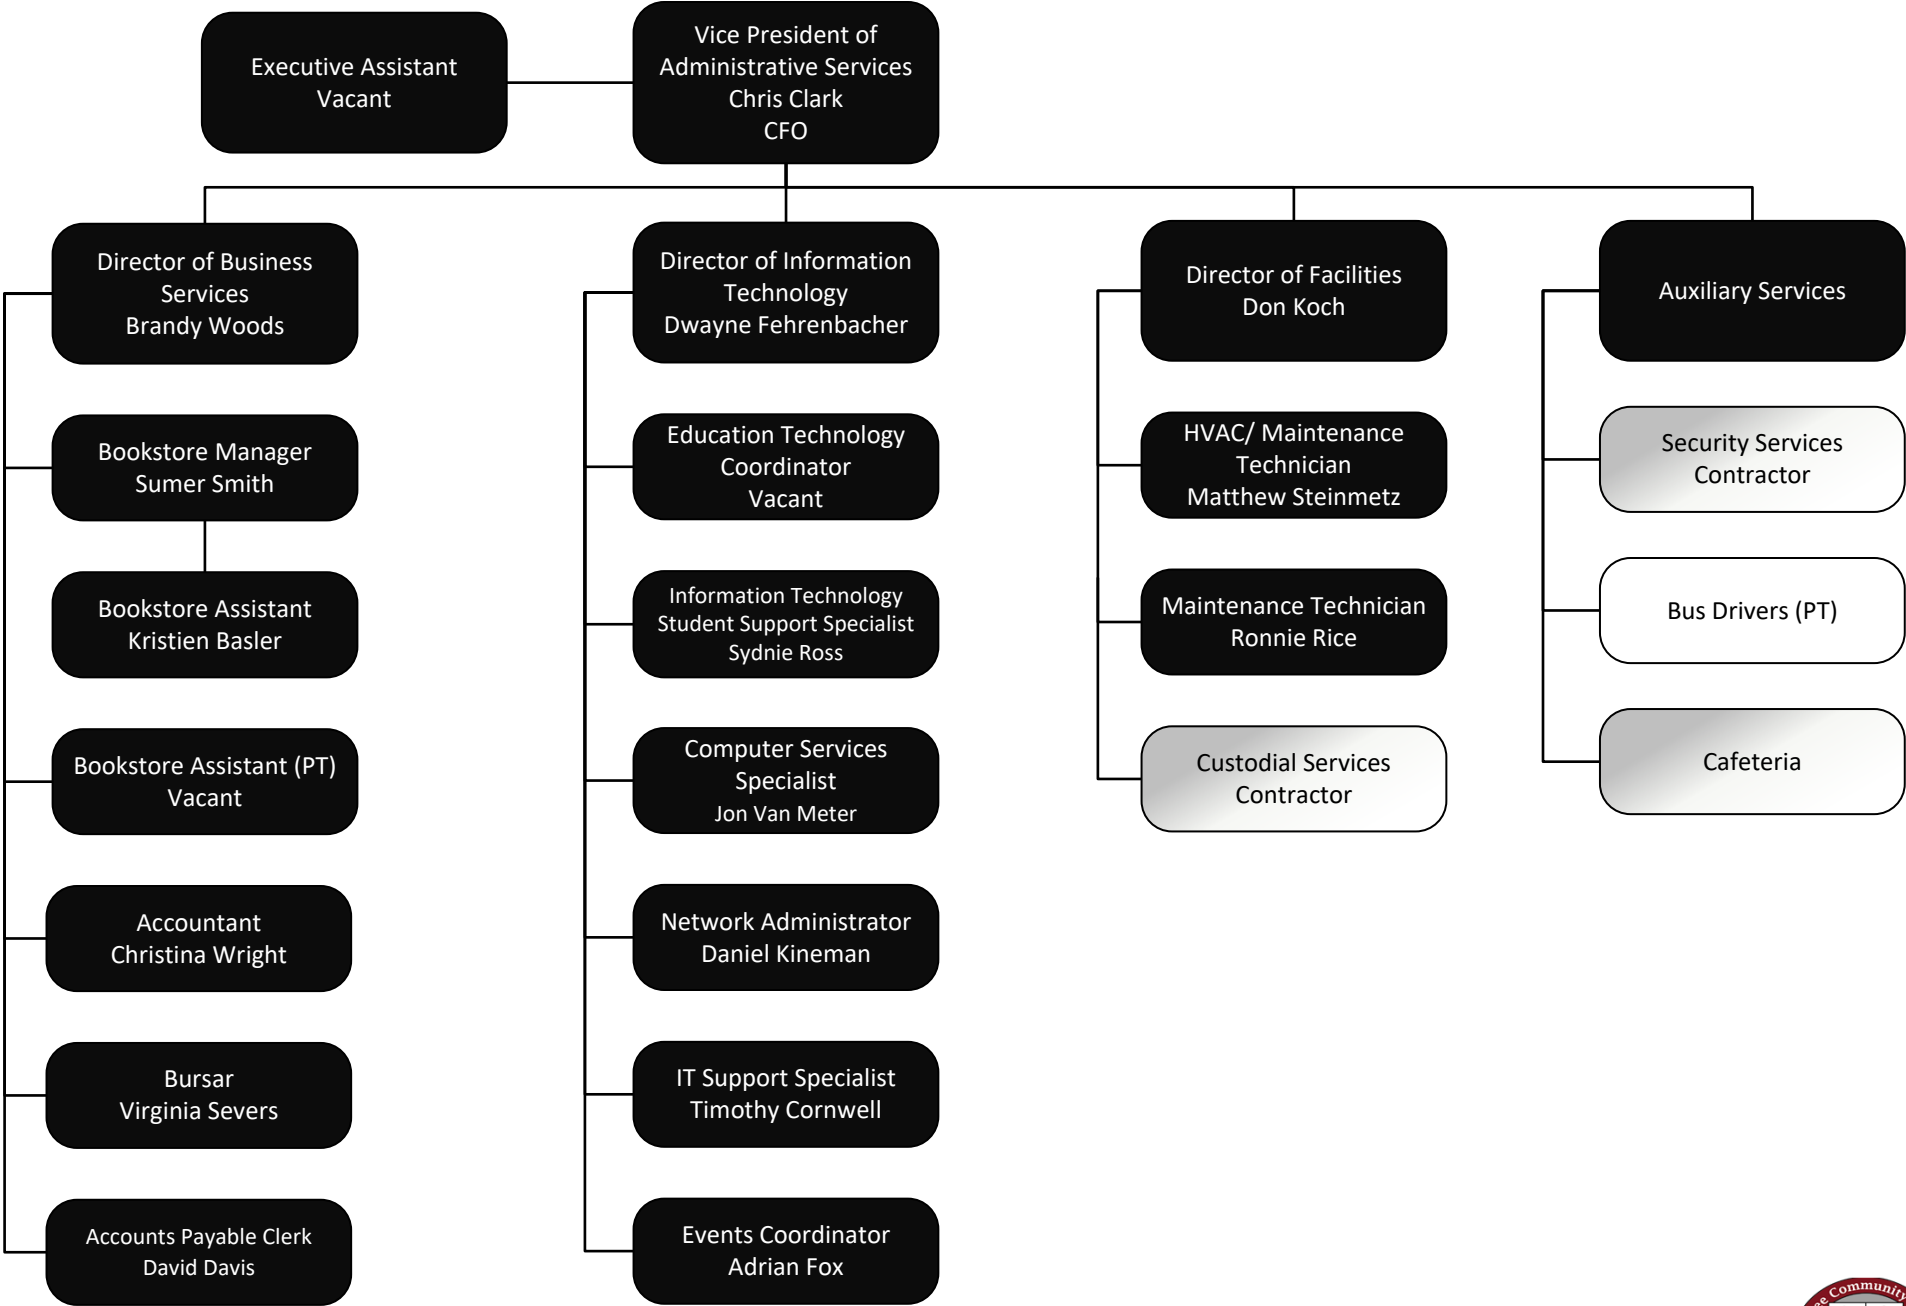 Executive Assistant
Vacant
Vice President of
Administrative Services
Chris Clark
CFO
Director of Business
Services
Brandy Woods
Bookstore Manager
Sumer Smith
Bookstore Assistant
Kristien Basler
Bookstore Assistant (PT)
Vacant
Accountant
Christina Wright
Bursar
Virginia Severs
Accounts Payable Clerk
David Davis
Director of Information
Technology
Dwayne Fehrenbacher
Education Technology
Coordinator
Vacant
Information Technology
Student Support Specialist
Sydnie Ross
Computer Services
Specialist
Jon Van Meter
Network Administrator
Daniel Kineman
IT Support Specialist
Timothy Cornwell
Events Coordinator
Adrian Fox
Director of Facilities
Don Koch
HVAC/ Maintenance
Technician
Matthew Steinmetz
Maintenance Technician
Ronnie Rice
Custodial Services
Contractor
Auxiliary Services
Security Services
Contractor
Bus Drivers (PT)
Cafeteria